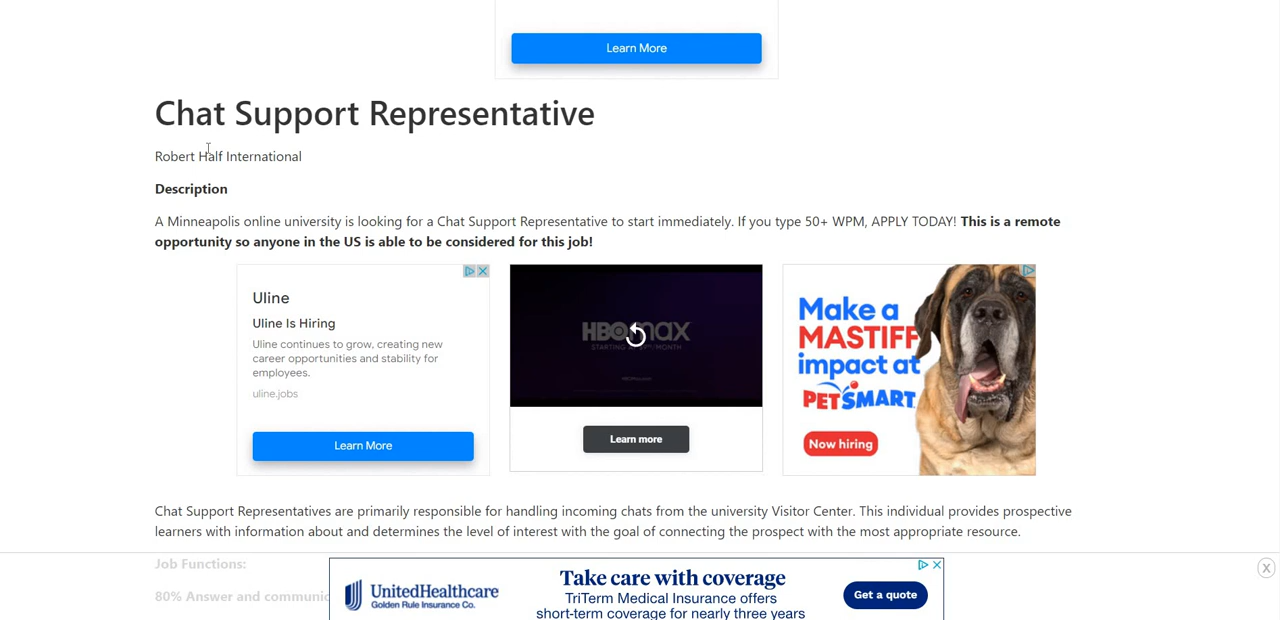 Learn More
Chat Support Representative
Robert Half International
Description
A Minneapolis online university is looking for a Chat Support Representative to start immediately. If you type 50+ WPM, APPLY TODAY! This is a remote
opportunity so anyone in the US is able to be considered for this job!
Uline
Uline Is Hiring
Uline continues to grow, creating new
career opportunities and stability for
employees.
uline.jobs
Learn More
HBOMAX
Learn more
Make a
MASTIFF
impact at
PETSMART
Now hiring
Chat Support Representatives are primarily responsible for handling incoming chats from the university Visitor Center. This individual provides prospective
learners with information about and determines the level of interest with the goal of connecting the prospect with the most appropriate resource.
Job Functions:
80% Answer and communic
UnitedHealthcare
Golden Rule Insurance Co.
Take care with coverage
TriTerm Medical Insurance offers
short-term coverage for nearly three years
Get a quote
X